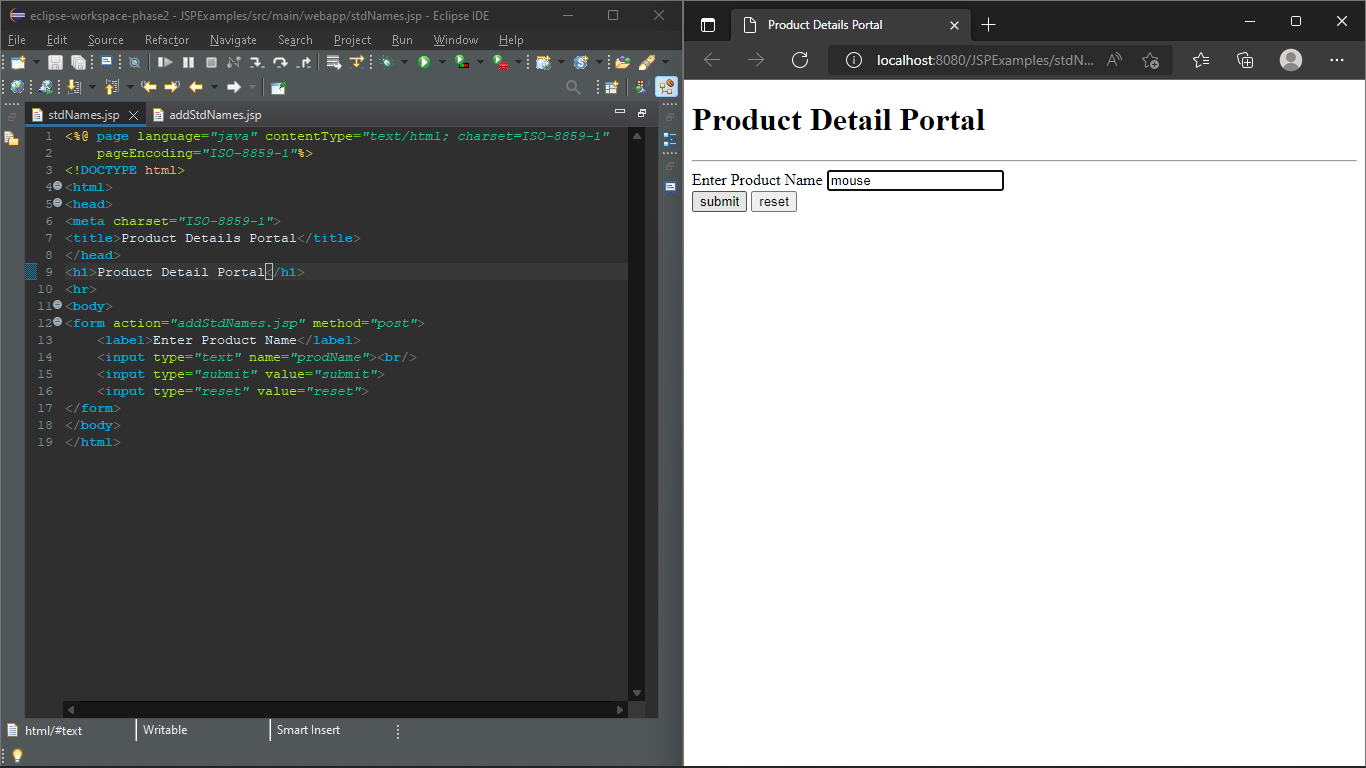 eclipse-workspace-phase2 - JSPExamples/src/main/webapp/stdNames.jsp - Eclipse IDE
File Edit Source Refactor Navigate Search Project Run Window Help
stdNames.jsp addStdNames.jsp
1 <%@ page language="java" contentType="text/html; charset=ISO-8859-1"
2 pageEncoding="ISO-8859-1"%>
3 <!DOCTYPE html>
4 <html>
5 <head>
6 <meta charset="ISO-8859-1">
7 <title>Product Details Portal</title>
8 </head>
9 <h1>Product Detail Portal</h1>
10 <hr>
11 <body>
12 <form action="addStdNames.jsp" method="post">
13 <label>Enter Product Name</label>
14 <input type="text" name="prodName"><br/>
15 <input type="submit" value="submit">
16 <input type="reset" value="reset">
17 </form>
18 </body>
19 </html>
html/#text Writable Smart Insert
Product Details Portal
localhost:8080/JSPExamples/stdN...
Product Detail Portal
Enter Product Name mouse
submit reset